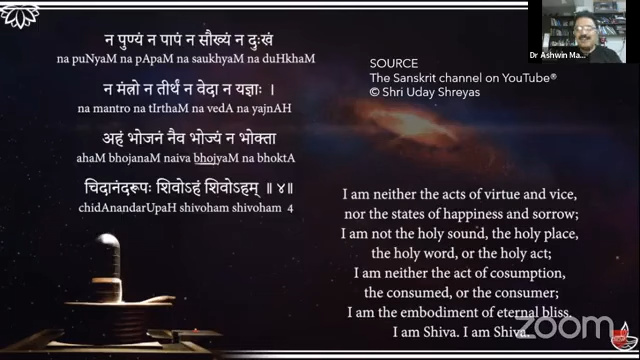 न पुण्यं न पापं न सौख्यं न दुःखं
na puNyaM na pApaM na saukhyaM na duHkhaM
न मंत्रो न तीर्थं न वेदा न यज्ञाः ।
na mantro na tIrthaM na vedA na yajnAH
अहं भोजनं नैव भोज्यं न भोक्ता
ahaM bhojanaM naiva bhojyaM na bhoktA
चिदानंदरूपः शिवोऽहं शिवोऽहम् ॥ ४॥
chidAnandarUpaH shivoham shivoham 4
SOURCE
The Sanskrit channel on YouTube®
© Shri Uday Shreyas
Dr Ashwin Ma...
I am neither the acts of virtue and vice,
nor the states of happiness and sorrow;
I am not the holy sound, the holy place,
the holy word, or the holy act;
I am neither the act of cosumption,
the consumed, or the consumer;
I am the embodiment of eternal bliss,
I am Shiva. I am Shiva.
zoom